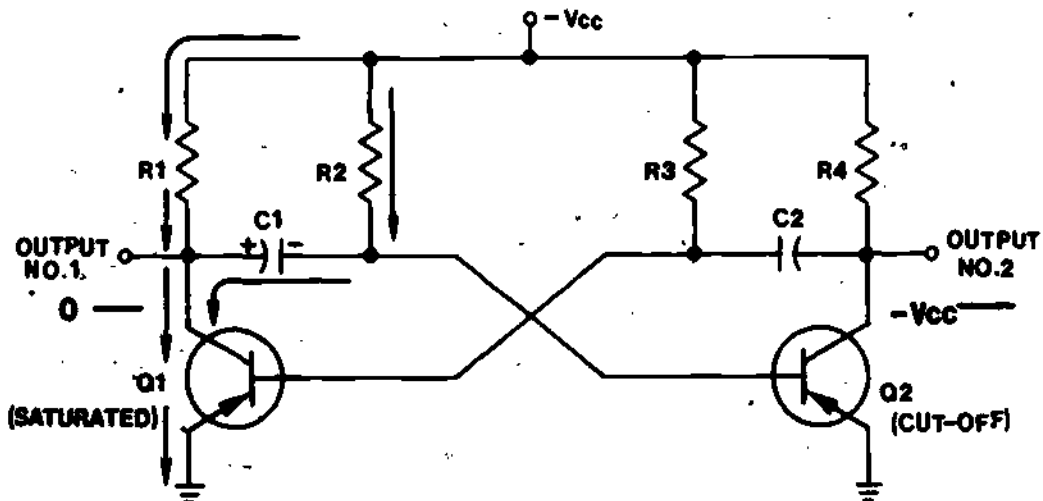 -Vcc
R1
R2
R3
R4
C1
C2
+ -
OUTPUT
NO.1.
OUTPUT
NO.2
0
-Vcc
Q1
(SATURATED)
Q2
(CUT-OFF)